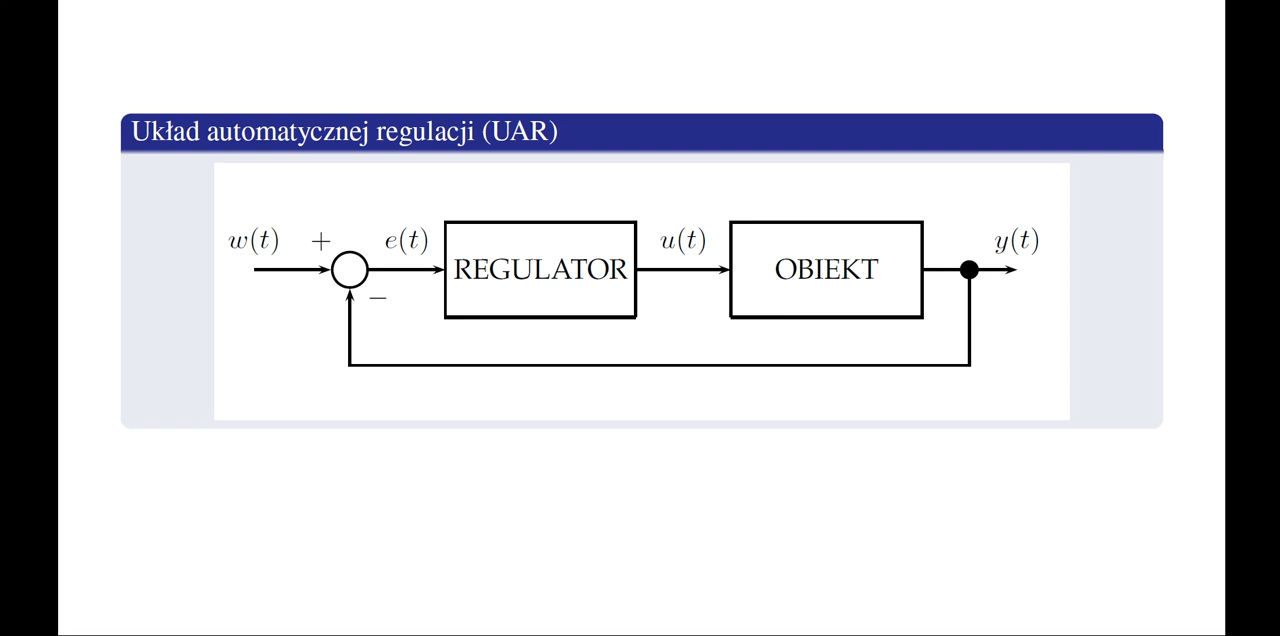 Układ automatycznej regulacji (UAR)
w(t) + e(t) u(t) y(t)
REGULATOR OBIEKT
−